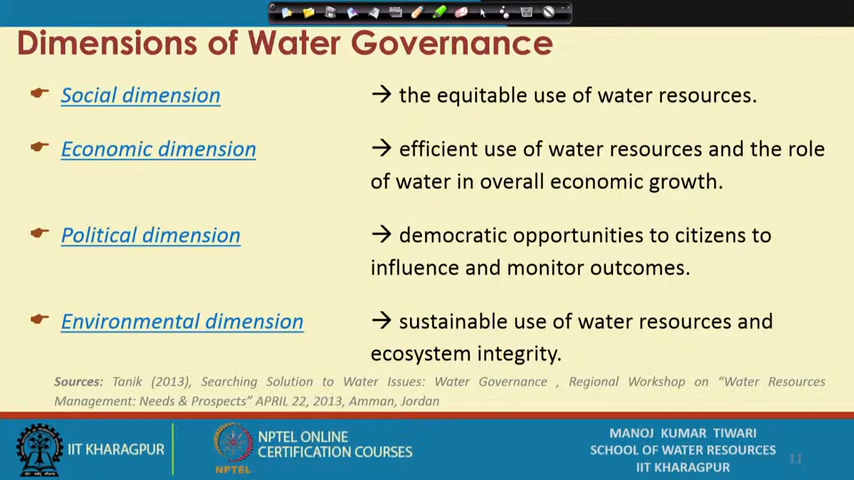 Dimensions of Water Governance
Social dimension → the equitable use of water resources.
Economic dimension → efficient use of water resources and the role
of water in overall economic growth.
Political dimension → democratic opportunities to citizens to
influence and monitor outcomes.
Environmental dimension → sustainable use of water resources and
ecosystem integrity.
Sources: Tanik (2013), Searching Solution to Water Issues: Water Governance , Regional Workshop on “Water Resources
Management: Needs & Prospects” APRIL 22, 2013, Amman, Jordan
IIT KHARAGPUR
NPTEL
NPTEL ONLINE
CERTIFICATION COURSES
MANOJ KUMAR TIWARI
SCHOOL OF WATER RESOURCES
IIT KHARAGPUR
11